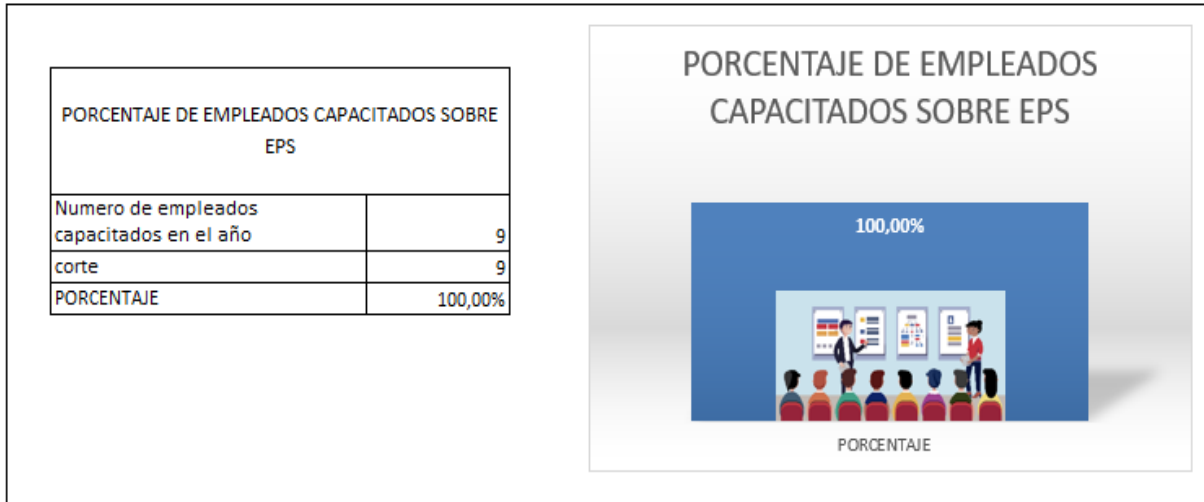 PORCENTAJE DE EMPLEADOS CAPACITADOS SOBRE
EPS
Numero de empleados
capacitados en el año 9
corte 9
PORCENTAJE 100,00%
PORCENTAJE DE EMPLEADOS
CAPACITADOS SOBRE EPS
100,00%
PORCENTAJE